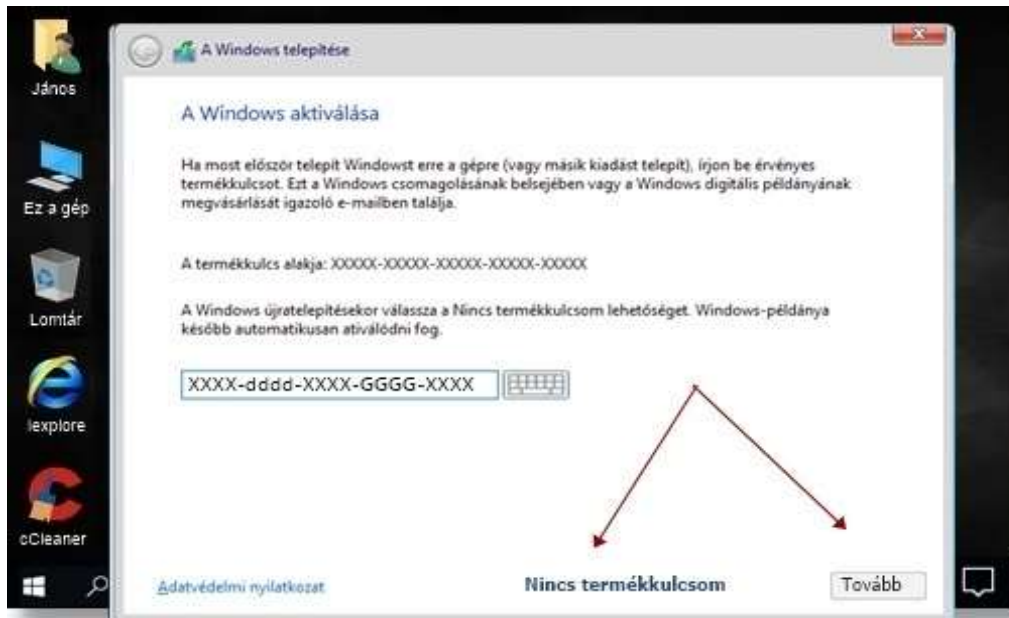 János
Ez a gép
Lomtár
Iexplore
cCleaner
A Windows telepítése
A Windows aktiválása
Ha most először telepít Windowst erre a gépre (vagy másik kiadást telepít), írjon be érvényes
termékkulcsot. Ezt a Windows csomagolásának belsejében vagy a Windows digitális példányának
megvásárlását igazoló e-mailben találja.
A termékkulcs alakja: XXXXX-XXXXX-XXXXX-XXXXX-XXXXX
A Windows újratelepítésekor válassza a Nincs termékkulcsom lehetőséget. Windows-példánya
később automatikusan ativálódni fog.
XXXX-dddd-XXXX-GGGG-XXXX
Adatvédelmi nyilatkozat
Nincs termékkulcsom
Tovább